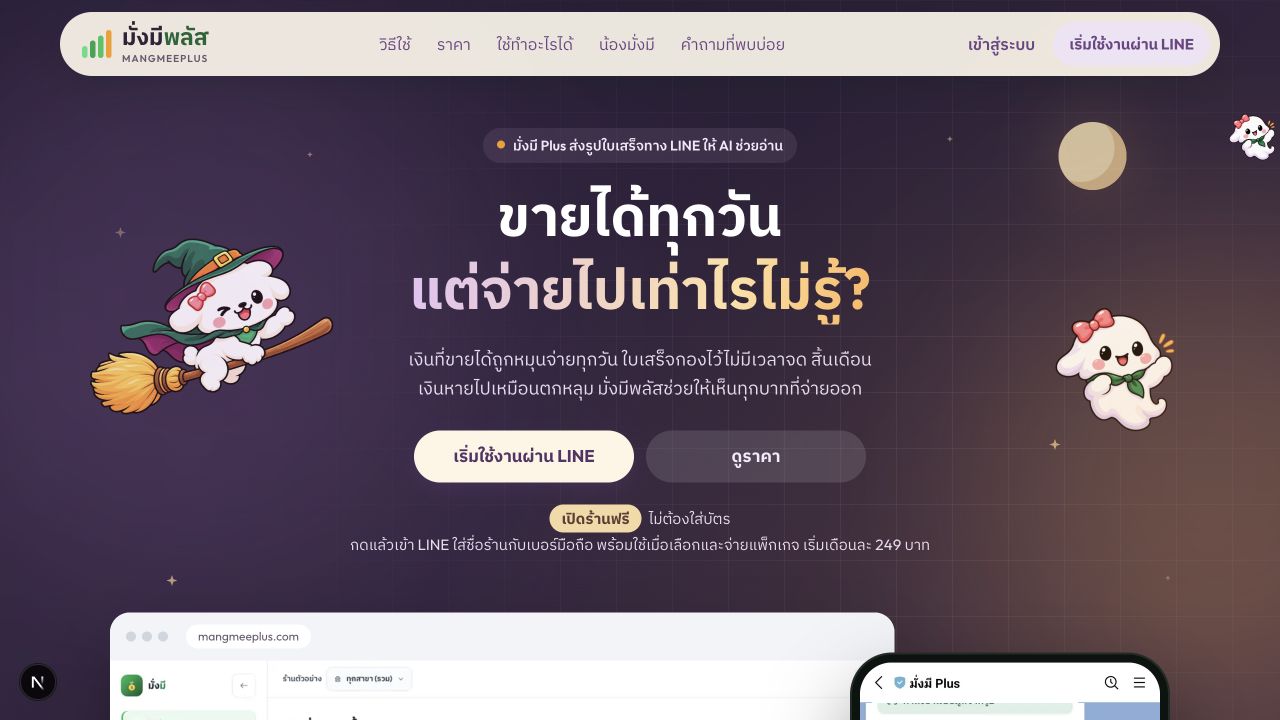 มั่งมีพลัส
MANGMEEPLUS
วิธีใช้
ราคา
ใช้ทำอะไรได้
น้องมั่งมี
คำถามที่พบบ่อย
เข้าสู่ระบบ
เริ่มใช้งานผ่าน LINE
มั่งมี Plus ส่งรูปใบเสร็จทาง LINE ให้ AI ช่วยอ่าน
ขายได้ทุกวัน
แต่จ่ายไปเท่าไรไม่รู้?
เงินที่ขายได้ถูกหมุนจ่ายทุกวัน ใบเสร็จกองไว้ไม่มีเวลาจด สิ้นเดือน
เงินหายไปเหมือนตกหลุม มั่งมีพลัสช่วยให้เห็นทุกบาทที่จ่ายออก
เริ่มใช้งานผ่าน LINE
ดูราคา
เปิดร้านฟรี ไม่ต้องใส่บัตร
กดแล้วเข้า LINE ใส่ชื่อร้านกับเบอร์มือถือ พร้อมใช้เมื่อเลือกและจ่ายแพ็กเกจ เริ่มเดือนละ 249 บาท
mangmeeplus.com
มั่งมี
ร้านตัวอย่าง
ทุกสาขา (รวม)
มั่งมี Plus
N